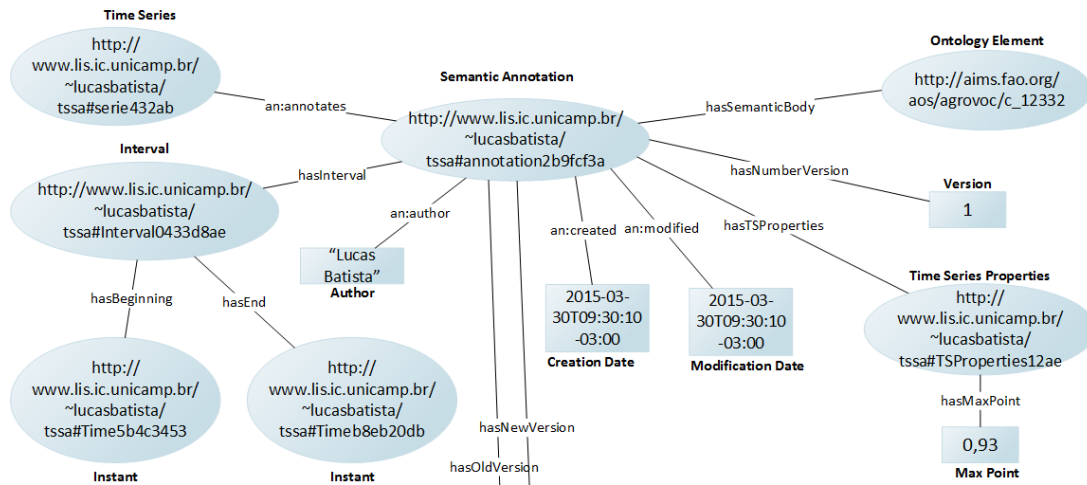 Time Series
http://
www.lis.ic.unicamp.br/
~lucasbatista/
tssa#serie432ab
an:annotates
Semantic Annotation
http://www.lis.ic.unicamp.br/
~lucasbatista/
tssa#annotation2b9fcf3a
hasSemanticBody
Ontology Element
http://aims.fao.org/
aos/agrovoc/c_12332
Interval
http://www.lis.ic.unicamp.br/
~lucasbatista/
tssa#Interval0433d8ae
hasInterval
hasNumberVersion
Version
1
an:author
"Lucas
Batista"
Author
an:created
2015-03-
30T09:30:10
-03:00
Creation Date
an:modified
2015-03-
30T09:30:10
-03:00
Modification Date
hasTSProperties
Time Series Properties
http://
www.lis.ic.unicamp.br/
~lucasbatista/
tssa#TSProperties12ae
hasMaxPoint
0,93
Max Point
hasBeginning
http://
www.lis.ic.unicamp.br/
~lucasbatista/
tssa#Time5b4c3453
Instant
hasEnd
http://
www.lis.ic.unicamp.br/
~lucasbatista/
tssa#Timeb8eb20db
Instant
hasNewVersion
hasOldVersion